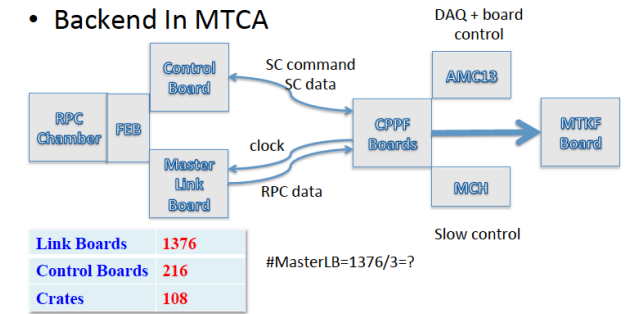 • Backend In MTCA
DAQ + board
control
Control
Board
SC command
SC data
AMC13
RPC
Chamber
FEB
CPPF
Boards
MTKF
Board
clock
Master
Link
Board
RPC data
MCH
Slow control
Link Boards 1376
Control Boards 216
Crates 108
#MasterLB=1376/3=?